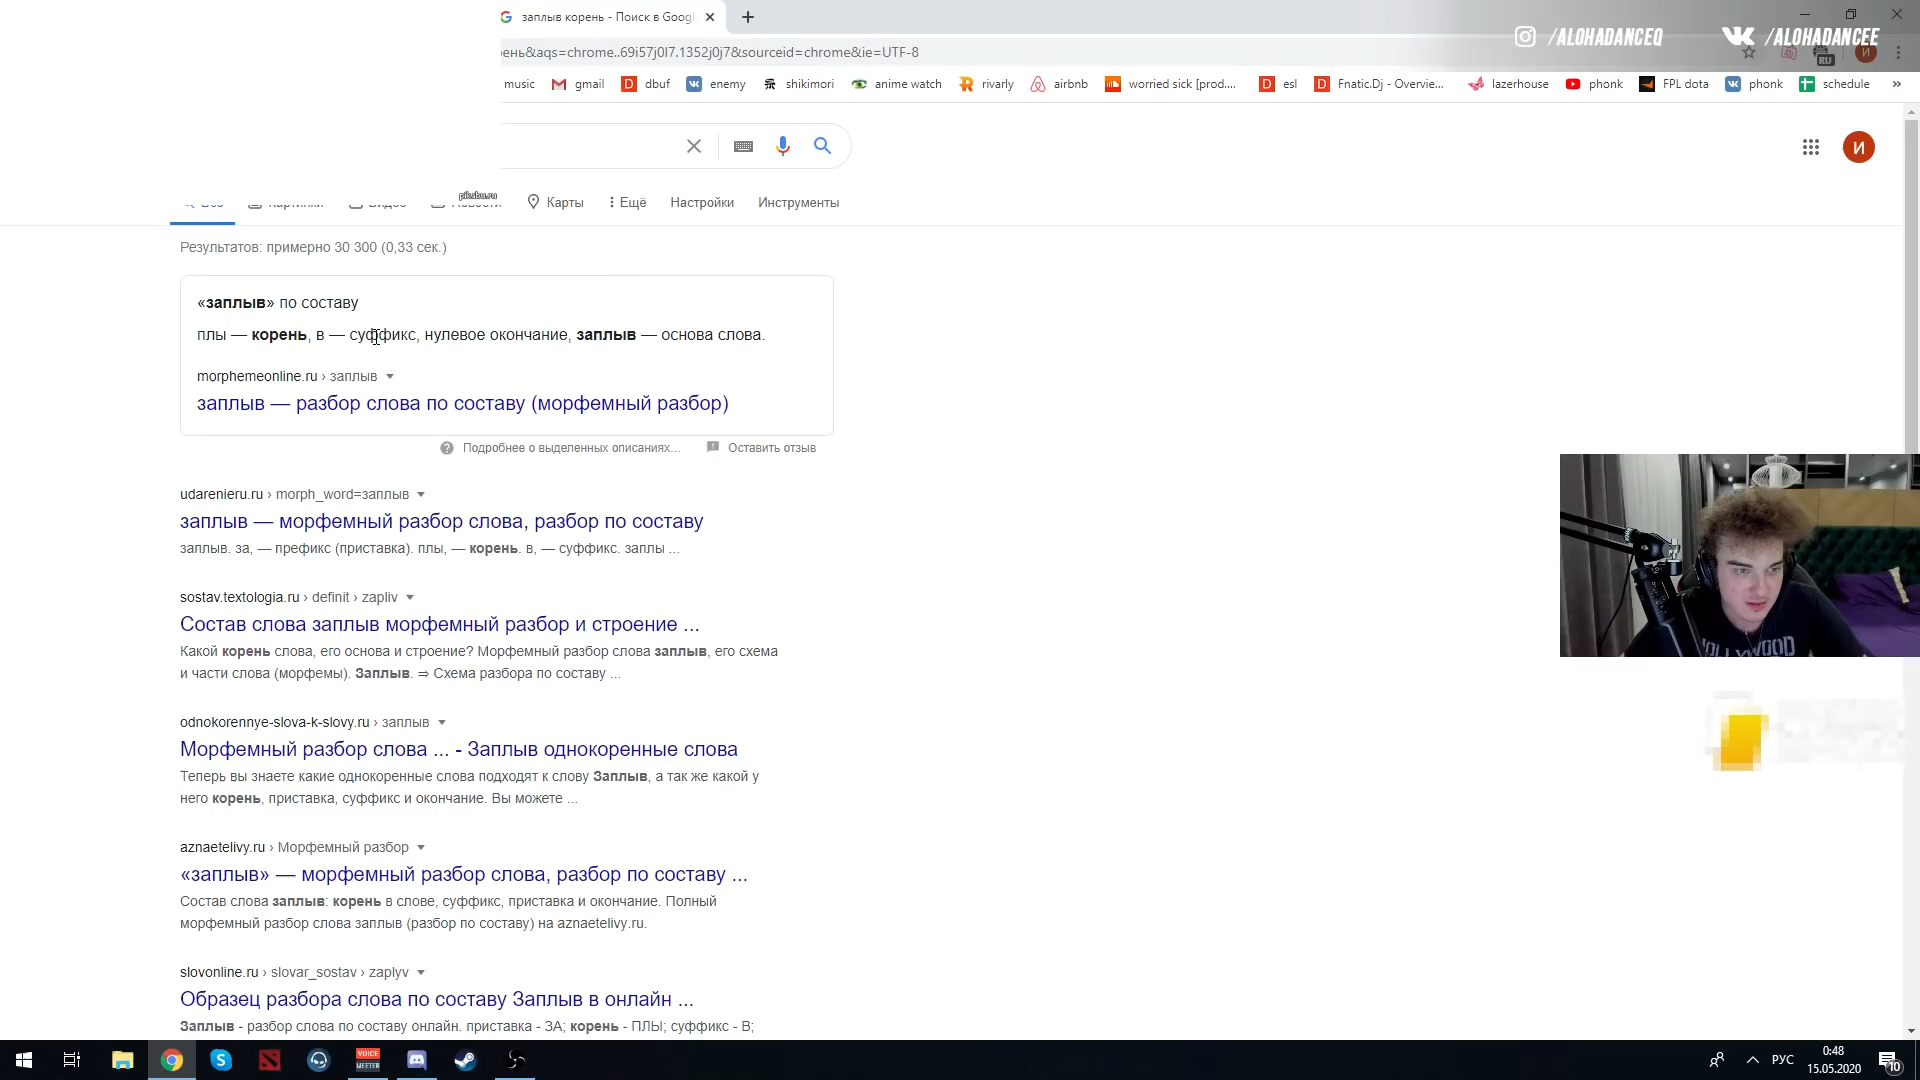 заплыв корень - Поиск в Goog
ень&aqs=chrome..69i57j0l7.1352j0j7&sourceid=chrome&ie=UTF-8
/ALOHADANCEQ
/ALOHADANCEE
music
gmail
dbuf
enemy
shikimori
anime watch
rivarly
airbnb
worried sick [prod....
esl
Fnatic.Dj - Overvie...
lazerhouse
phonk
FPL dota
phonk
schedule
»
И
Карты
Ещё
Настройки
Инструменты
Результатов: примерно 30 300 (0,33 сек.)
«заплыв» по составу
плы — корень, в — суффикс, нулевое окончание, заплыв — основа слова.
morphemeonline.ru › заплыв
заплыв — разбор слова по составу (морфемный разбор)
Подробнее о выделенных описаниях...
Оставить отзыв
udarenieru.ru › morph_word=заплыв
заплыв — морфемный разбор слова, разбор по составу
заплыв. за, — префикс (приставка). плы, — корень. в, — суффикс. заплы ...
sostav.textologia.ru › definit › zapliv
Состав слова заплыв морфемный разбор и строение ...
Какой корень слова, его основа и строение? Морфемный разбор слова заплыв, его схема
и части слова (морфемы). Заплыв. ⇒ Схема разбора по составу ...
odnokorennye-slova-k-slovy.ru › заплыв
Морфемный разбор слова ... - Заплыв однокоренные слова
Теперь вы знаете какие однокоренные слова подходят к слову Заплыв, а так же какой у
него корень, приставка, суффикс и окончание. Вы можете ...
aznaetelivy.ru › Морфемный разбор
«заплыв» — морфемный разбор слова, разбор по составу ...
Состав слова заплыв: корень в слове, суффикс, приставка и окончание. Полный
морфемный разбор слова заплыв (разбор по составу) на aznaetelivy.ru.
slovonline.ru › slovar_sostav › zaplyv
Образец разбора слова по составу Заплыв в онлайн ...
Заплыв - разбор слова по составу онлайн. приставка - ЗА; корень - ПЛЫ; суффикс - В;
VOICE
MEETER
РУС
0:48
15.05.2020
10